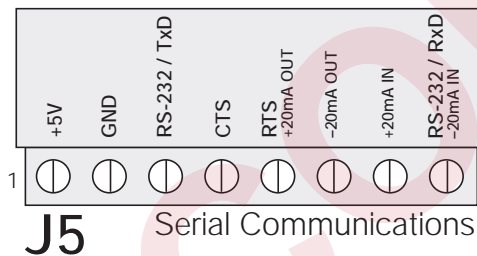 +5V
GND
RS-232 / TxD
CTS
RTS
+20mA OUT
−20mA OUT
+20mA IN
RS-232 / RxD
−20mA IN
1
J5
Serial Communications